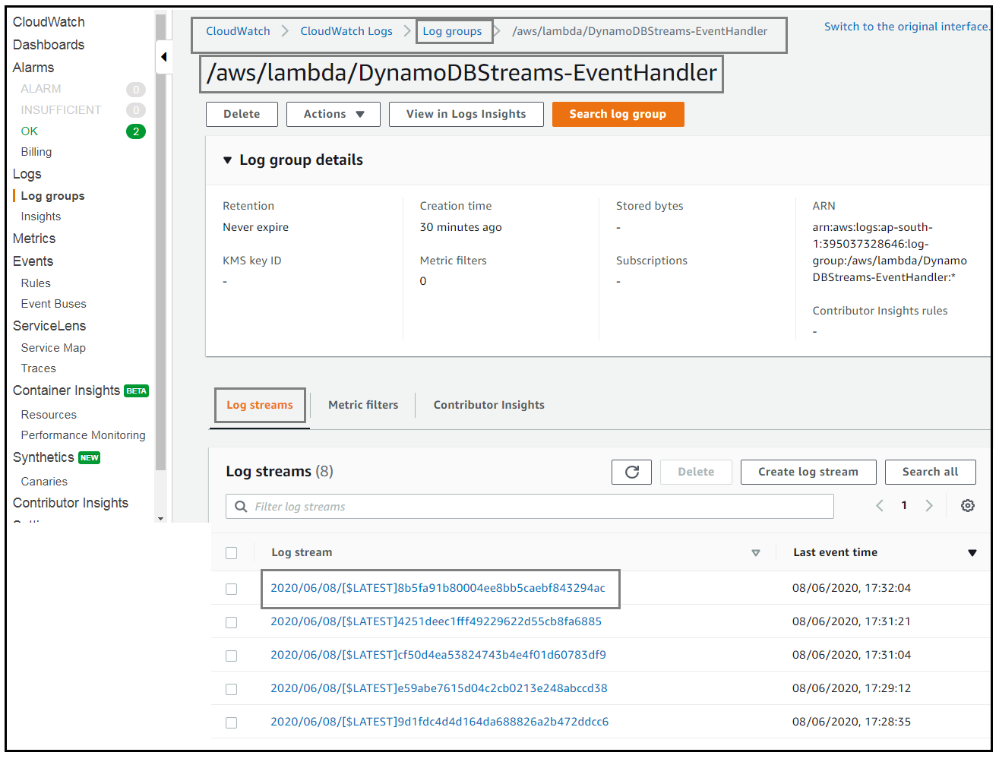 CloudWatch
Dashboards
Alarms
ALARM 0
INSUFFICIENT 0
OK 2
Billing
Logs
Log groups
Insights
Metrics
Events
Rules
Event Buses
ServiceLens
Service Map
Traces
Container Insights BETA
Resources
Performance Monitoring
Synthetics NEW
Canaries
Contributor Insights
CloudWatch CloudWatch Logs Log groups /aws/lambda/DynamoDBStreams-EventHandler
Switch to the original interface.
/aws/lambda/DynamoDBStreams-EventHandler
Delete Actions View in Logs Insights Search log group
Log group details
Retention
Never expire
KMS key ID
-
Creation time
30 minutes ago
Metric filters
0
Stored bytes
-
Subscriptions
-
ARN
arn:aws:logs:ap-south-
1:395037328646:log-
group:/aws/lambda/Dynamo
DBStreams-EventHandler:*
Contributor Insights rules
-
Log streams Metric filters Contributor Insights
Log streams (8)
Delete Create log stream Search all
Filter log streams
1
Log stream Last event time
2020/06/08/[$LATEST]8b5fa91b80004ee8bb5caebf843294ac 08/06/2020, 17:32:04
2020/06/08/[$LATEST]4251deec1fff49229622d55cb8fa6885 08/06/2020, 17:31:21
2020/06/08/[$LATEST]cf50d4ea53824743b4e4f01d60783df9 08/06/2020, 17:31:04
2020/06/08/[$LATEST]e59abe7615d04c2cb0213e248abccd38 08/06/2020, 17:29:12
2020/06/08/[$LATEST]9d1fdc4d4d164da688826a2b472ddcc6 08/06/2020, 17:28:35